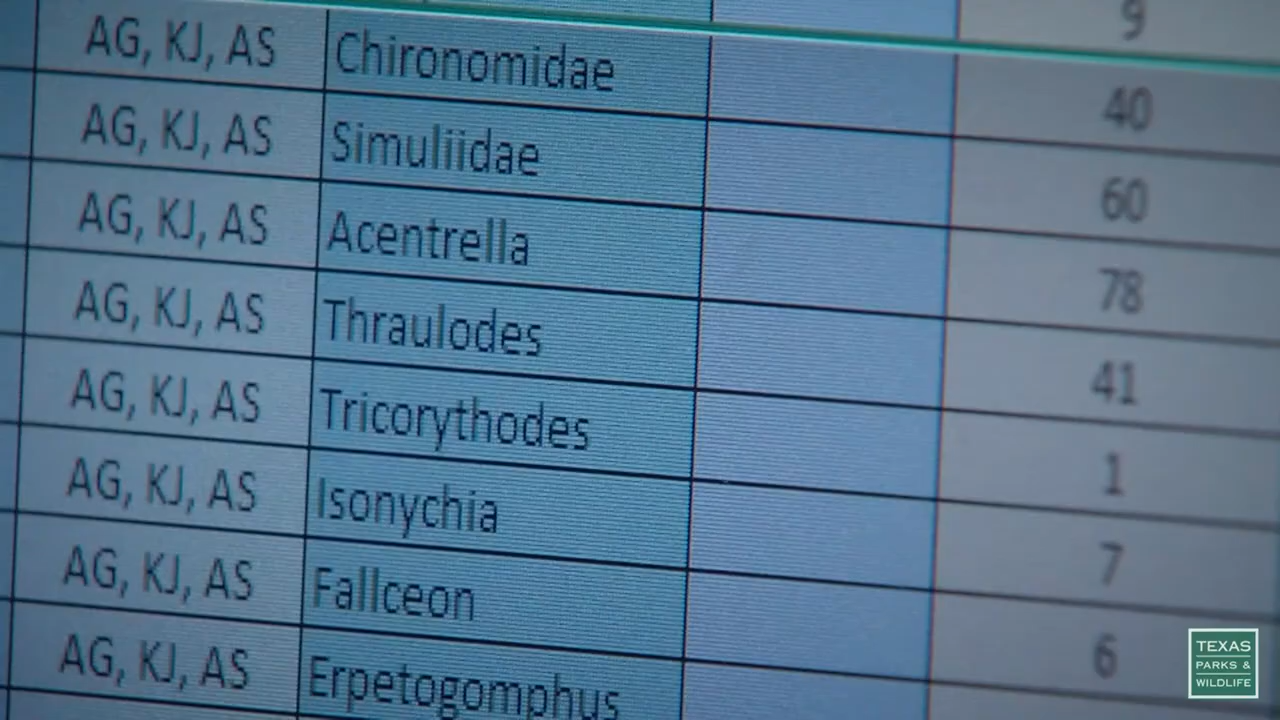 9
AG, KJ, AS Chironomidae 40
AG, KJ, AS Simuliidae 60
AG, KJ, AS Acentrella 78
AG, KJ, AS Thraulodes 41
AG, KJ, AS Tricorythodes 1
AG, KJ, AS Isonychia 7
AG, KJ, AS Fallceon 6
AG, KJ, AS Erpetogomphus
TEXAS
PARKS &
WILDLIFE